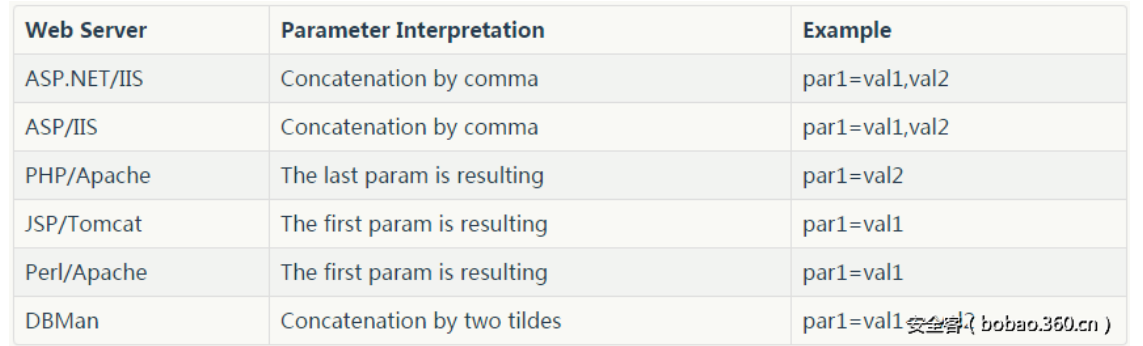 Web Server Parameter Interpretation Example
ASP.NET/IIS Concatenation by comma par1=val1,val2
ASP/IIS Concatenation by comma par1=val1,val2
PHP/Apache The last param is resulting par1=val2
JSP/Tomcat The first param is resulting par1=val1
Perl/Apache The first param is resulting par1=val1
DBMan Concatenation by two tildes par1=val1
安全客 ( bobao.360.cn )